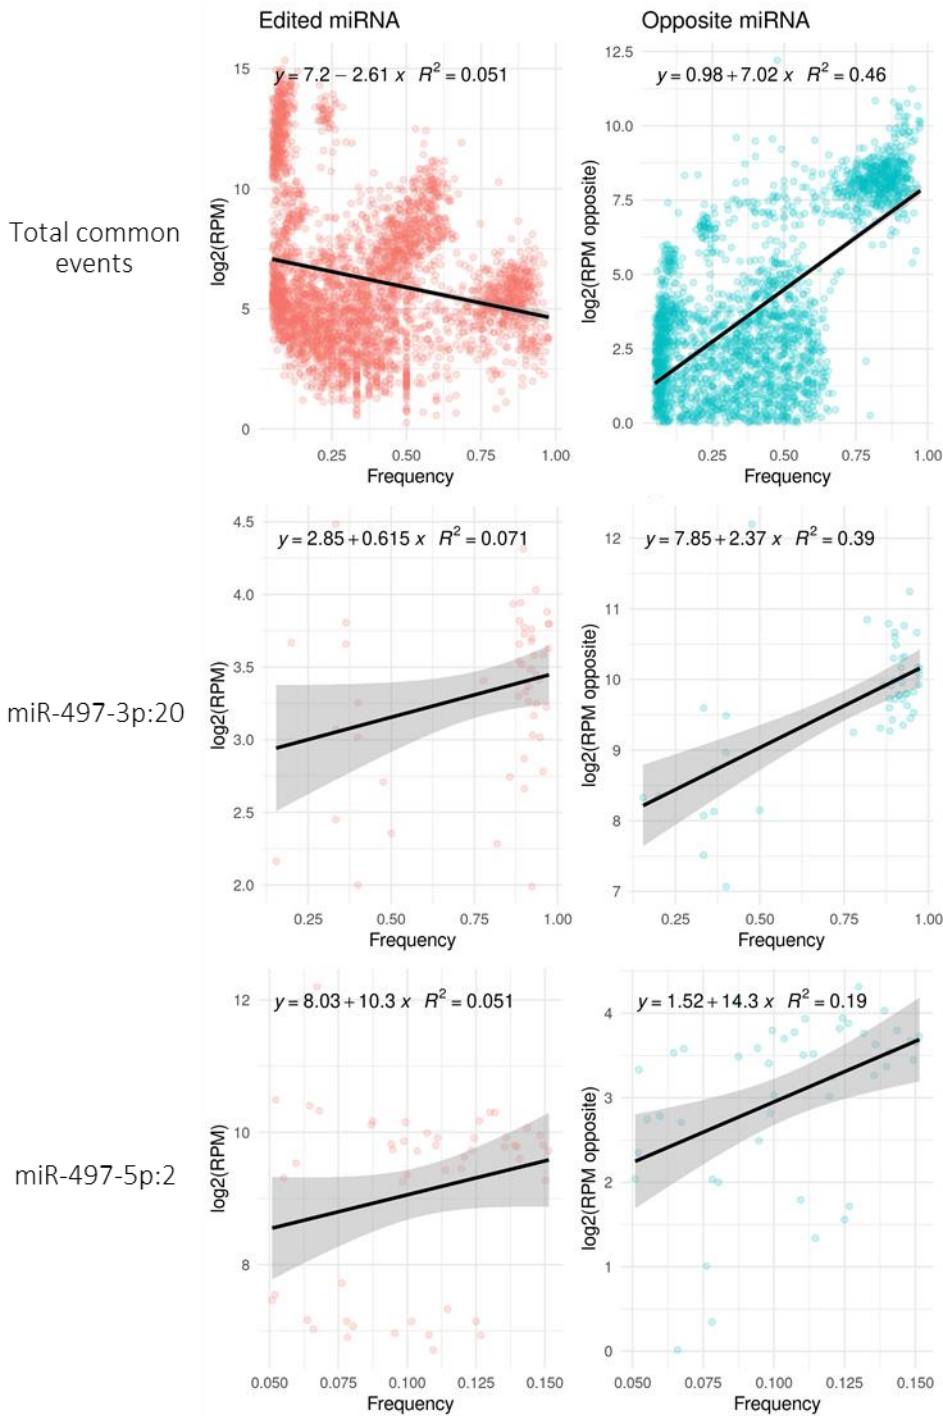 Edited miRNA
Opposite miRNA
Total common
events
y = 7.2 − 2.61 x R² = 0.051
log2(RPM)
15
10
5
0
0.25 0.50 0.75 1.00
Frequency
y = 0.98 + 7.02 x R² = 0.46
log2(RPM opposite)
12.5
10.0
7.5
5.0
2.5
0.0
0.25 0.50 0.75 1.00
Frequency
miR-497-3p:20
y = 2.85 + 0.615 x R² = 0.071
log2(RPM)
4.5
4.0
3.5
3.0
2.5
2.0
0.25 0.50 0.75 1.00
Frequency
y = 7.85 + 2.37 x R² = 0.39
log2(RPM opposite)
12
11
10
9
8
7
0.25 0.50 0.75 1.00
Frequency
miR-497-5p:2
y = 8.03 + 10.3 x R² = 0.051
log2(RPM)
12
10
8
0.050 0.075 0.100 0.125 0.150
Frequency
y = 1.52 + 14.3 x R² = 0.19
log2(RPM opposite)
4
3
2
1
0
0.050 0.075 0.100 0.125 0.150
Frequency